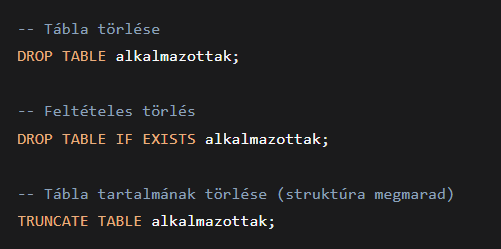 -- Tábla törlése
DROP TABLE alkalmazottak;
-- Feltételes törlés
DROP TABLE IF EXISTS alkalmazottak;
-- Tábla tartalmának törlése (struktúra megmarad)
TRUNCATE TABLE alkalmazottak;